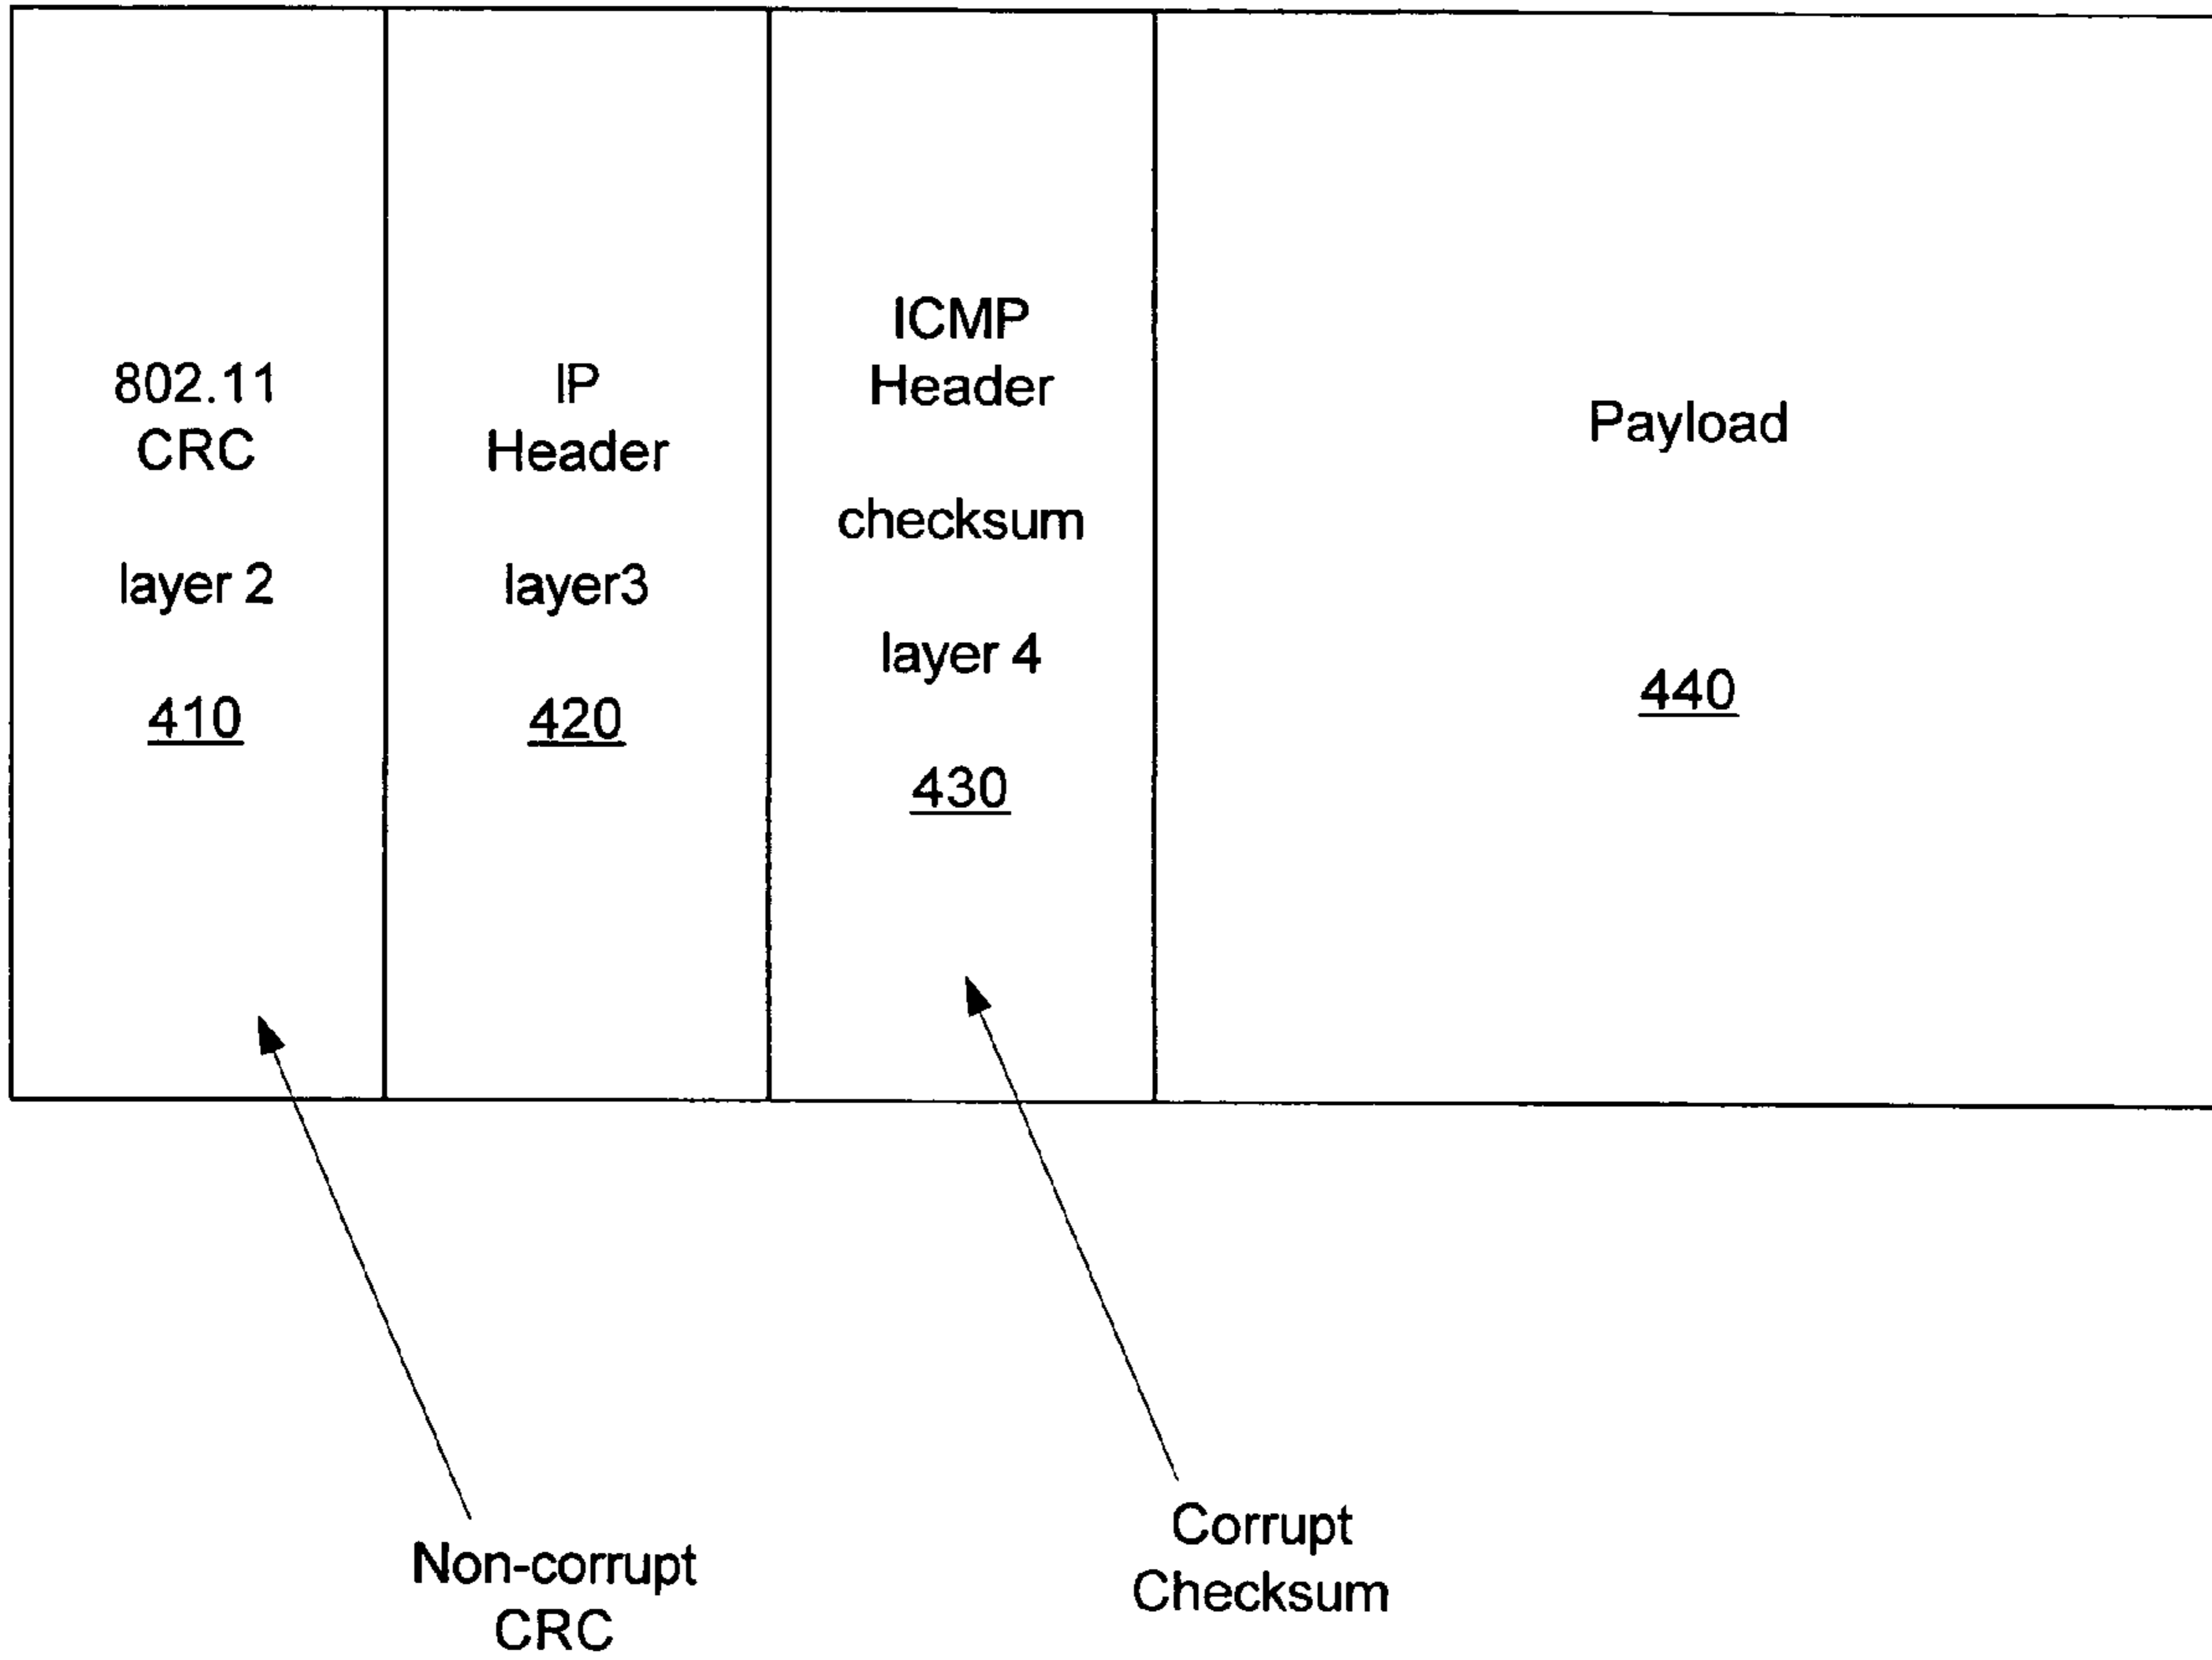 802.11
CRC
layer 2
410
IP
Header
layer3
420
ICMP
Header
checksum
layer 4
430
Payload
440
Non-corrupt
CRC
Corrupt
Checksum